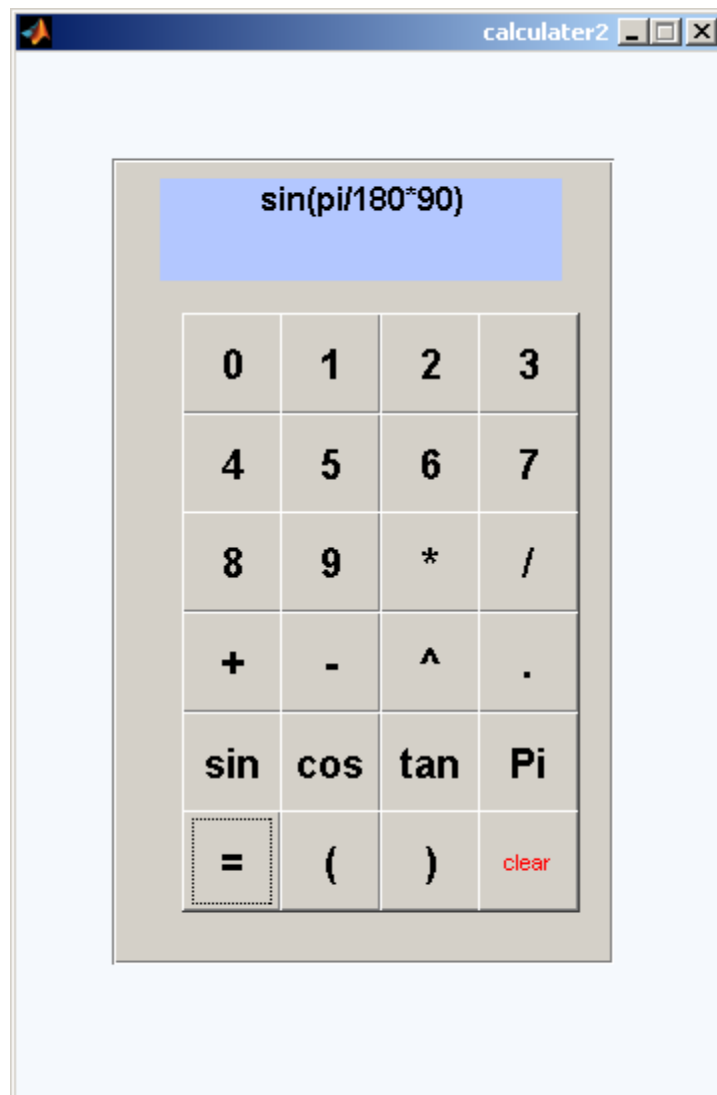 calculater2
sin(pi/180*90)
0 1 2 3
4 5 6 7
8 9 * /
+ - ^ .
sin cos tan Pi
= ( ) clear